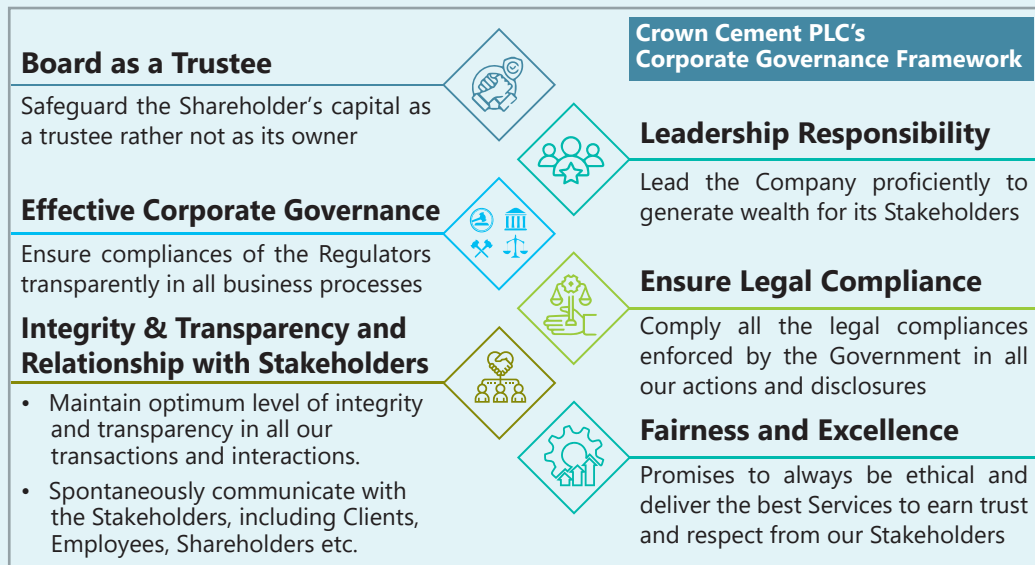 Crown Cement PLC's
Corporate Governance Framework
Board as a Trustee
Safeguard the Shareholder's capital as
a trustee rather not as its owner
Leadership Responsibility
Lead the Company proficiently to
generate wealth for its Stakeholders
Effective Corporate Governance
Ensure compliances of the Regulators
transparently in all business processes
Ensure Legal Compliance
Comply all the legal compliances
enforced by the Government in all
our actions and disclosures
Integrity & Transparency and
Relationship with Stakeholders
• Maintain optimum level of integrity
and transparency in all our
transactions and interactions.
• Spontaneously communicate with
the Stakeholders, including Clients,
Employees, Shareholders etc.
Fairness and Excellence
Promises to always be ethical and
deliver the best Services to earn trust
and respect from our Stakeholders